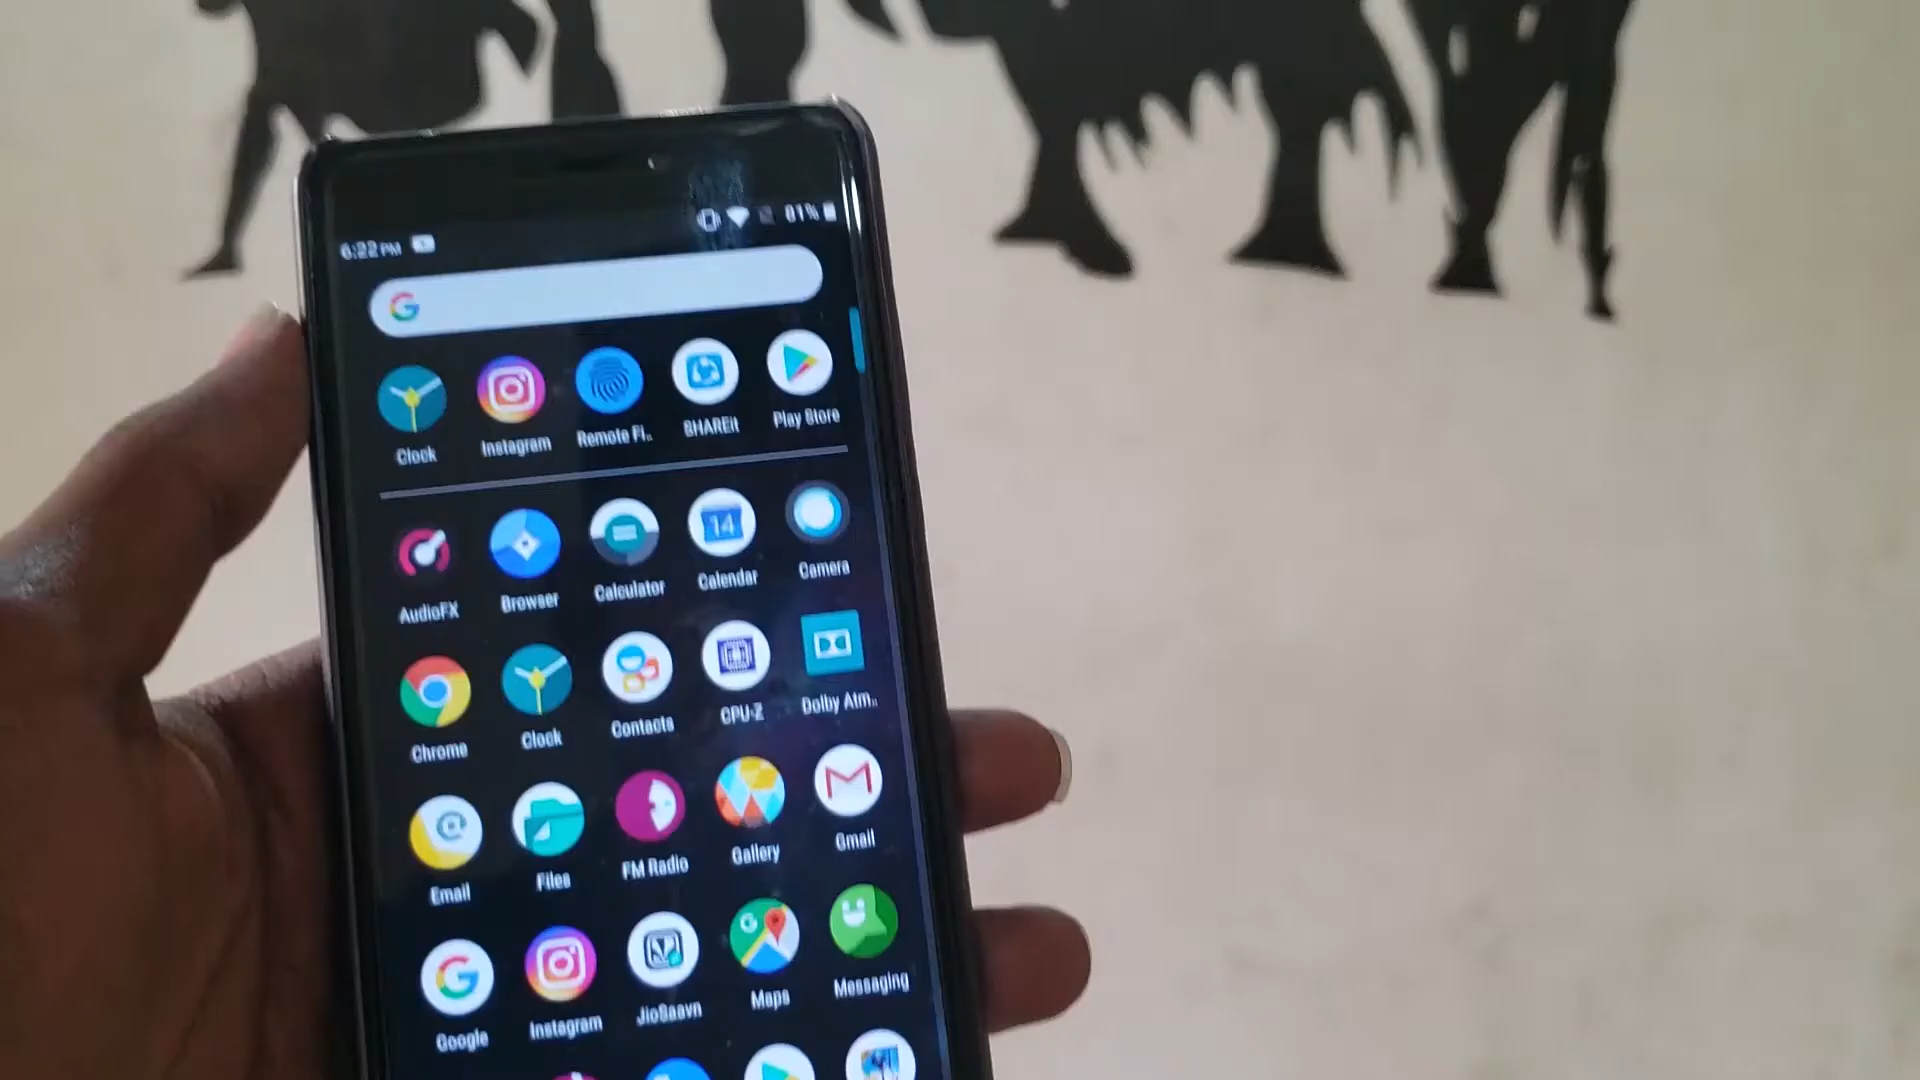 6:22 PM 81%
Clock Instagram Remote Fi.. SHAREit Play Store
AudioFX Browser Calculator Calendar Camera
14
Chrome Clock Contacts CPU-Z Dolby Atm..
Email Files FM Radio Gallery Gmail
Google Instagram JioSaavn Maps Messaging